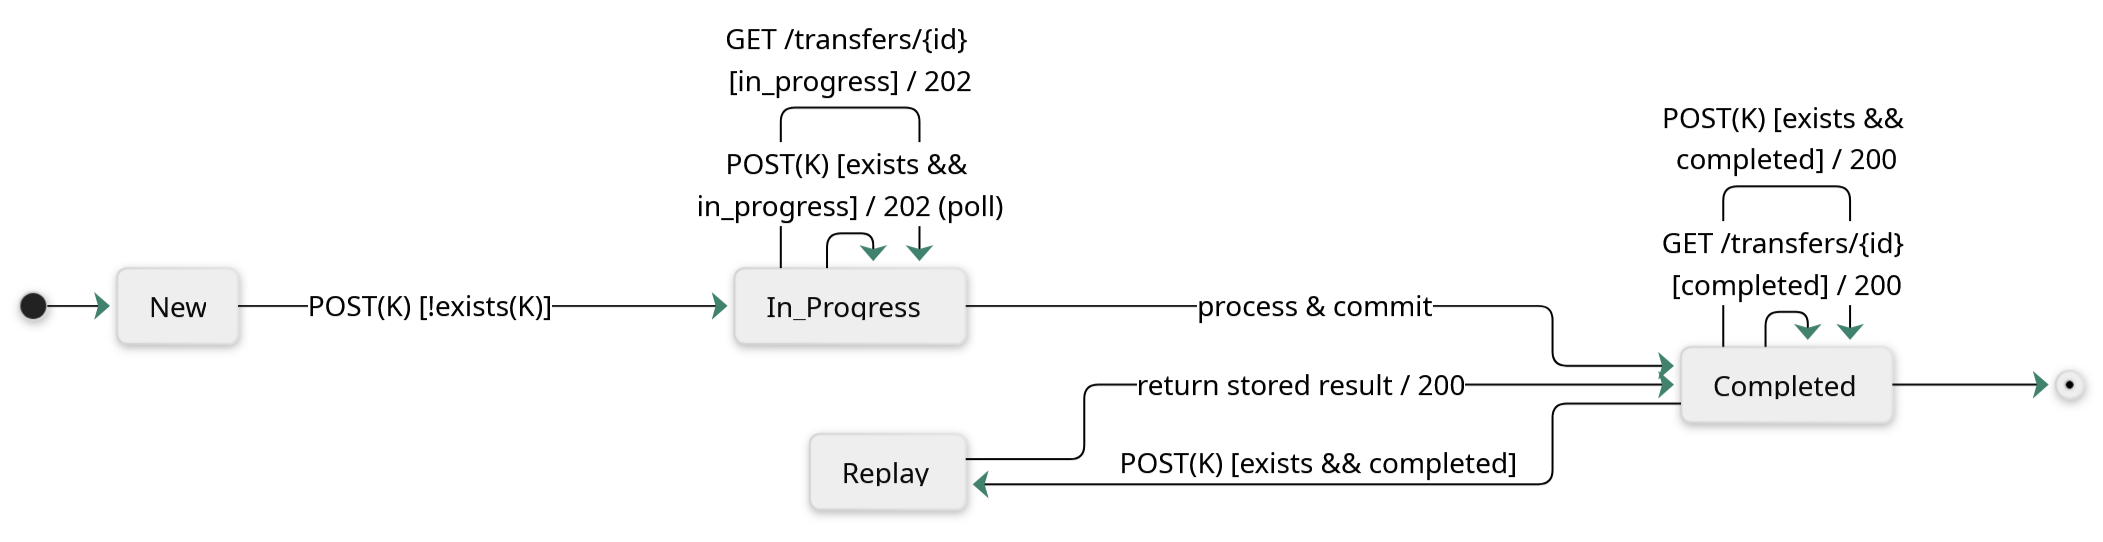 GET /transfers/{id}
[in_progress] / 202
POST(K) [exists &&
in_progress] / 202 (poll)
POST(K) [exists &&
completed] / 200
GET /transfers/{id}
[completed] / 200
New
POST(K) [!exists(K)]
In_Progress
process & commit
return stored result / 200
Completed
Replay
POST(K) [exists && completed]